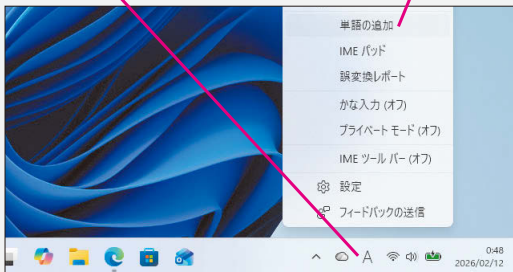 単語の追加
IME パッド
誤変換レポート
かな入力 (オフ)
プライベート モード (オフ)
IME ツール バー (オフ)
設定
フィードバックの送信
A
0:48
2026/02/12